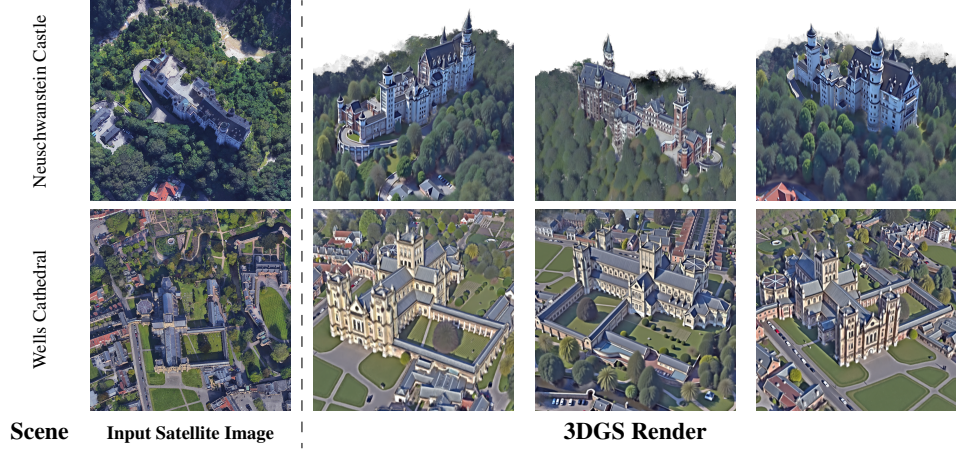 Neuschwanstein Castle
Wells Cathedral
Scene
Input Satellite Image
3DGS Render